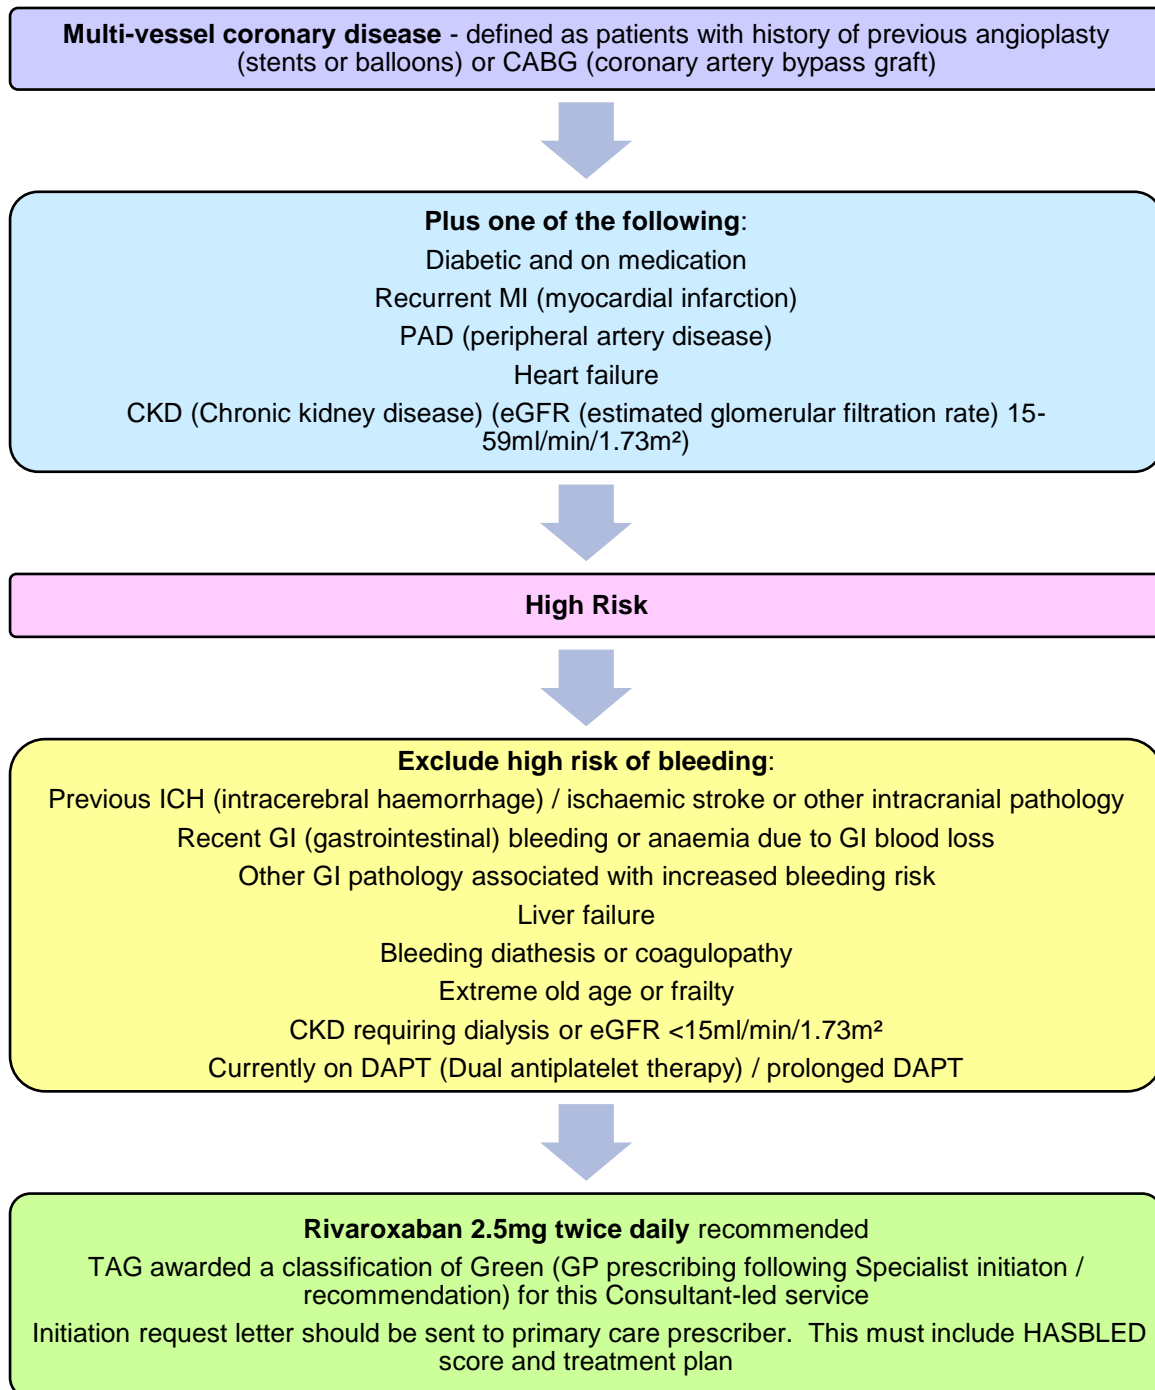 Multi-vessel coronary disease - defined as patients with history of previous angioplasty
(stents or balloons) or CABG (coronary artery bypass graft)
Plus one of the following:
Diabetic and on medication
Recurrent MI (myocardial infarction)
PAD (peripheral artery disease)
Heart failure
CKD (Chronic kidney disease) (eGFR (estimated glomerular filtration rate) 15-
59ml/min/1.73m²)
High Risk
Exclude high risk of bleeding:
Previous ICH (intracerebral haemorrhage) / ischaemic stroke or other intracranial pathology
Recent GI (gastrointestinal) bleeding or anaemia due to GI blood loss
Other GI pathology associated with increased bleeding risk
Liver failure
Bleeding diathesis or coagulopathy
Extreme old age or frailty
CKD requiring dialysis or eGFR <15ml/min/1.73m²
Currently on DAPT (Dual antiplatelet therapy) / prolonged DAPT
Rivaroxaban 2.5mg twice daily recommended
TAG awarded a classification of Green (GP prescribing following Specialist initiaton /
recommendation) for this Consultant-led service
Initiation request letter should be sent to primary care prescriber.  This must include HASBLED
score and treatment plan